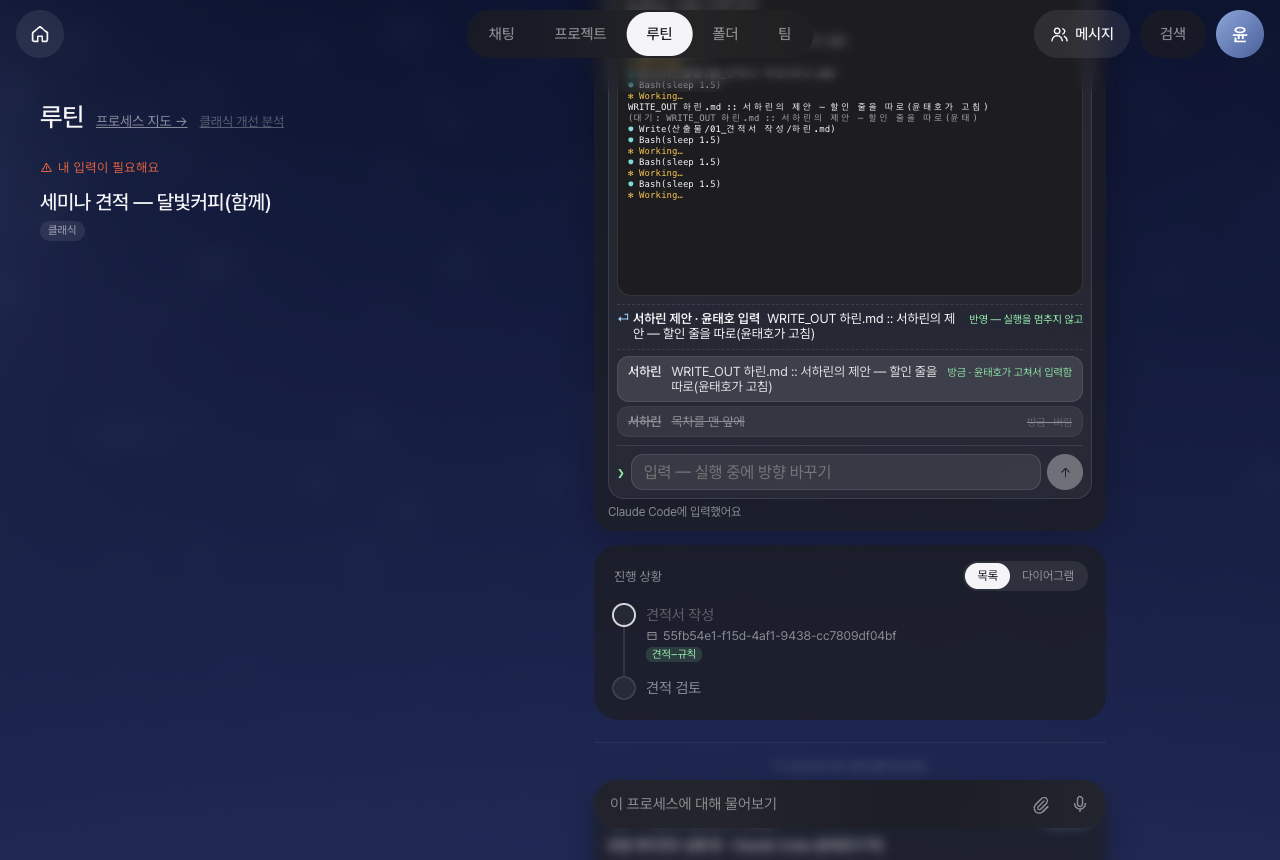 채팅
프로젝트
루틴
폴더
팀
메시지
검색
윤
루틴
프로세스 지도 →
클래식 개선 분석
내 입력이 필요해요
세미나 견적 — 달빛커피(함께)
클래식
● Bash(sleep 1.5)
✻ Working…
WRITE_OUT 하린.md :: 서하린의 제안 — 할인 줄을 따로(윤태호가 고침)
(대기: WRITE_OUT 하린.md :: 서하린의 제안 — 할인 줄을 따로(윤태)
● Write(산출물/01_견적서 작성/하린.md)
● Bash(sleep 1.5)
✻ Working…
● Bash(sleep 1.5)
✻ Working…
● Bash(sleep 1.5)
✻ Working…
서하린 제안 · 윤태호 입력 WRITE_OUT 하린.md :: 서하린의 제
안 — 할인 줄을 따로(윤태호가 고침)
반영 — 실행을 멈추지 않고
서하린 WRITE_OUT 하린.md :: 서하린의 제안 — 할인 줄을
따로(윤태호가 고침)
방금 · 윤태호가 고쳐서 입력함
서하린 목차를 맨 앞에
방금 · 버림
❯ 입력 — 실행 중에 방향 바꾸기
Claude Code에 입력했어요
진행 상황
목록
다이어그램
견적서 작성
55fb54e1-f15d-4af1-9438-cc7809df04bf
견적-규칙
견적 검토
이 프로세스에 대해 물어보기